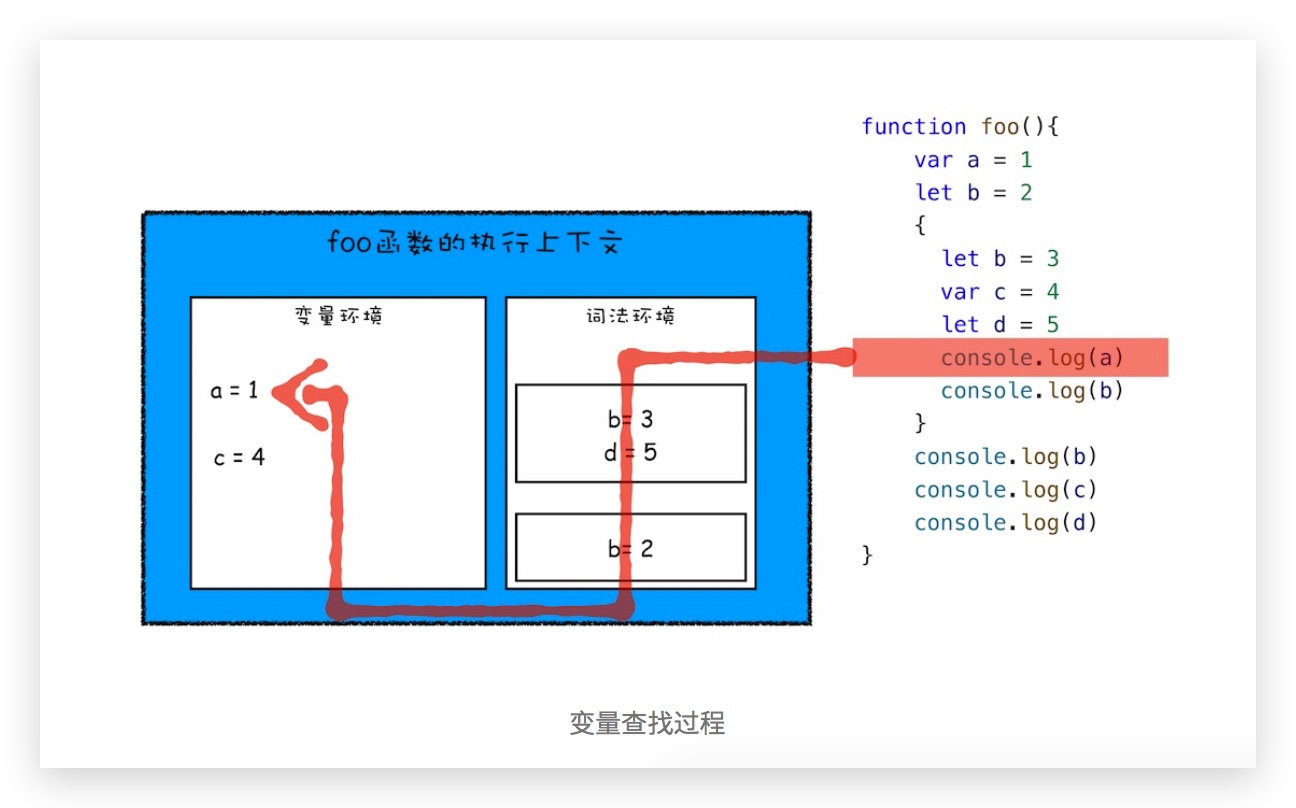 function foo(){
var a = 1
let b = 2
{
let b = 3
var c = 4
let d = 5
console.log(a)
console.log(b)
}
console.log(b)
console.log(c)
console.log(d)
}
foo函数的执行上下文
变量环境
a = 1
c = 4
词法环境
b= 3
d = 5
b= 2
变量查找过程